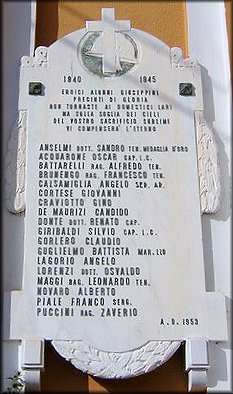 1940 1945
EROICI ALUNNI GIUSEPPINI
PRECINTI DI GLORIA
NON TORNASTE AI DOMESTICI LARI
MA SULLA SOGLIA DEI CIELI
DEL VOSTRO SACRIFICIO SUBLIMI
VI COMPENSERÀ L'ETERNO
ANSELMI DOTT. SANDRO TEN. MEDAGLIA D'ORO
ACQUARONE OSCAR CAP. L.C.
BATTARELLI RAG. ALFREDO TEN.
BRUNENGO RAG. FRANCESCO TEN.
CALSAMIGLIA ANGELO SER. AR.
CORTESE GIOVANNI
CRAVIOTTO GINO
DE MAURIZI CANDIDO
DONTE DOTT. RENATO CAP.
GIRIBALDI SILVIO CAP. L.C.
GORLERO CLAUDIO
GUGLIELMO BATTISTA MAR.LLO
LAGORIO ANGELO
LORENZI DOTT. OSVALDO
MAGGI RAG. LEONARDO TEN.
NOVARO ALBERTO
PIALE FRANCO SERG.
PUCCINI RAG. ZAVERIO
A.D. 1953